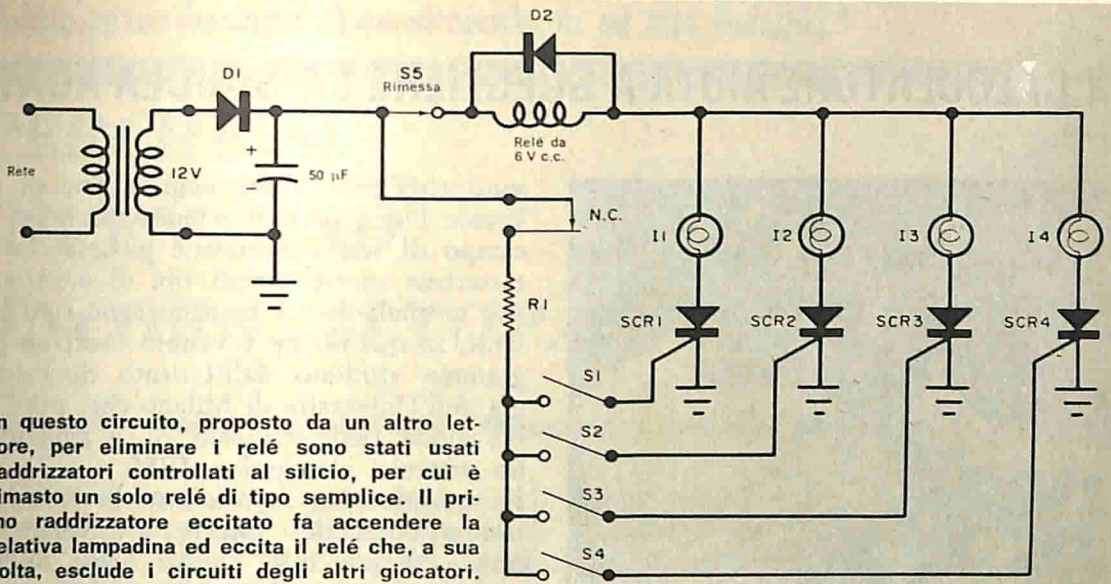 D2
D1
S5
Rimessa
Relé da
6 V c.c.
Rete
12V
+
−
50 µF
N.C.
R1
I1
I2
I3
I4
SCR1
SCR2
SCR3
SCR4
S1
S2
S3
S4
n questo circuito, proposto da un altro let-
ore, per eliminare i relé sono stati usati
addrizzatori controllati al silicio, per cui è
imasto un solo relé di tipo semplice. Il pri-
no raddrizzatore eccitato fa accendere la
elativa lampadina ed eccita il relé che, a sua
olta, esclude i circuiti degli altri giocatori.